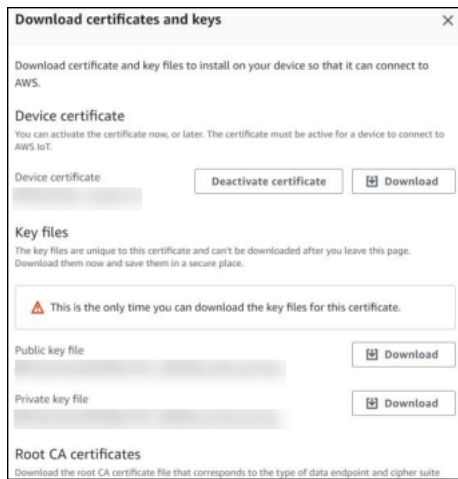 Download certificates and keys
Download certificate and key files to install on your device so that it can connect to
AWS.
Device certificate
You can activate the certificate now, or later. The certificate must be active for a device to connect to
AWS IoT.
Device certificate
Deactivate certificate
Download
Key files
The key files are unique to this certificate and can't be downloaded after you leave this page.
Download them now and save them in a secure place.
This is the only time you can download the key files for this certificate.
Public key file
Download
Private key file
Download
Root CA certificates
Download the root CA certificate file that corresponds to the type of data endpoint and cipher suite